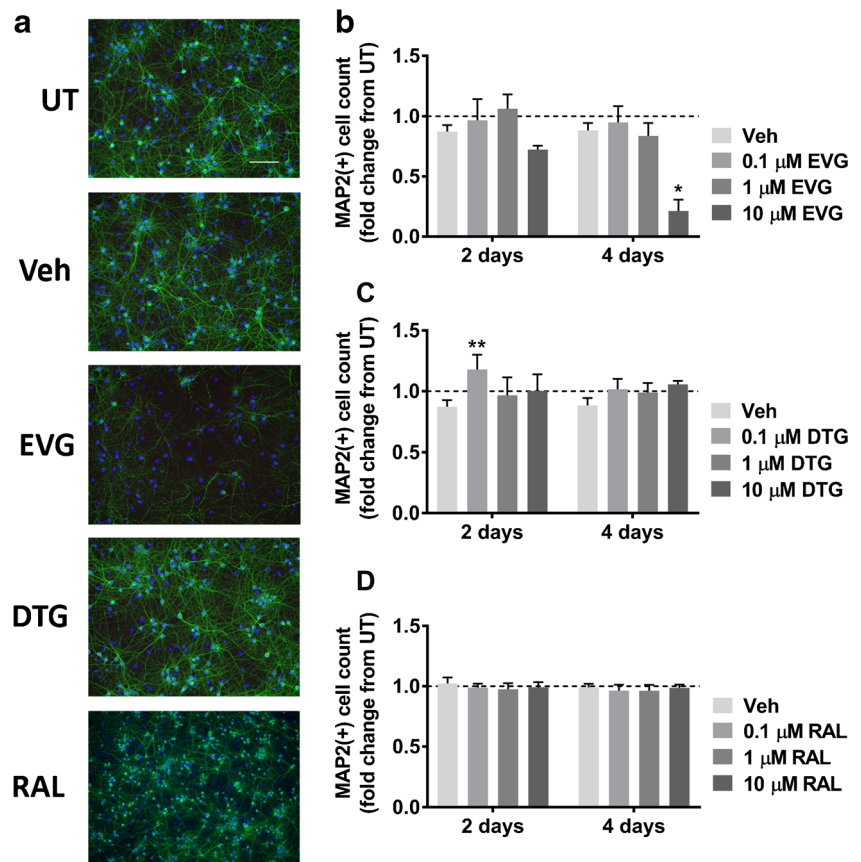 a
UT
Veh
EVG
DTG
RAL
b
MAP2(+) cell count
(fold change from UT)
1.5
1.0
0.5
0.0
*
2 days
4 days
Veh
0.1 μM EVG
1 μM EVG
10 μM EVG
C
MAP2(+) cell count
(fold change from UT)
1.5
1.0
0.5
0.0
**
2 days
4 days
Veh
0.1 μM DTG
1 μM DTG
10 μM DTG
D
MAP2(+) cell count
(fold change from UT)
1.5
1.0
0.5
0.0
2 days
4 days
Veh
0.1 μM RAL
1 μM RAL
10 μM RAL